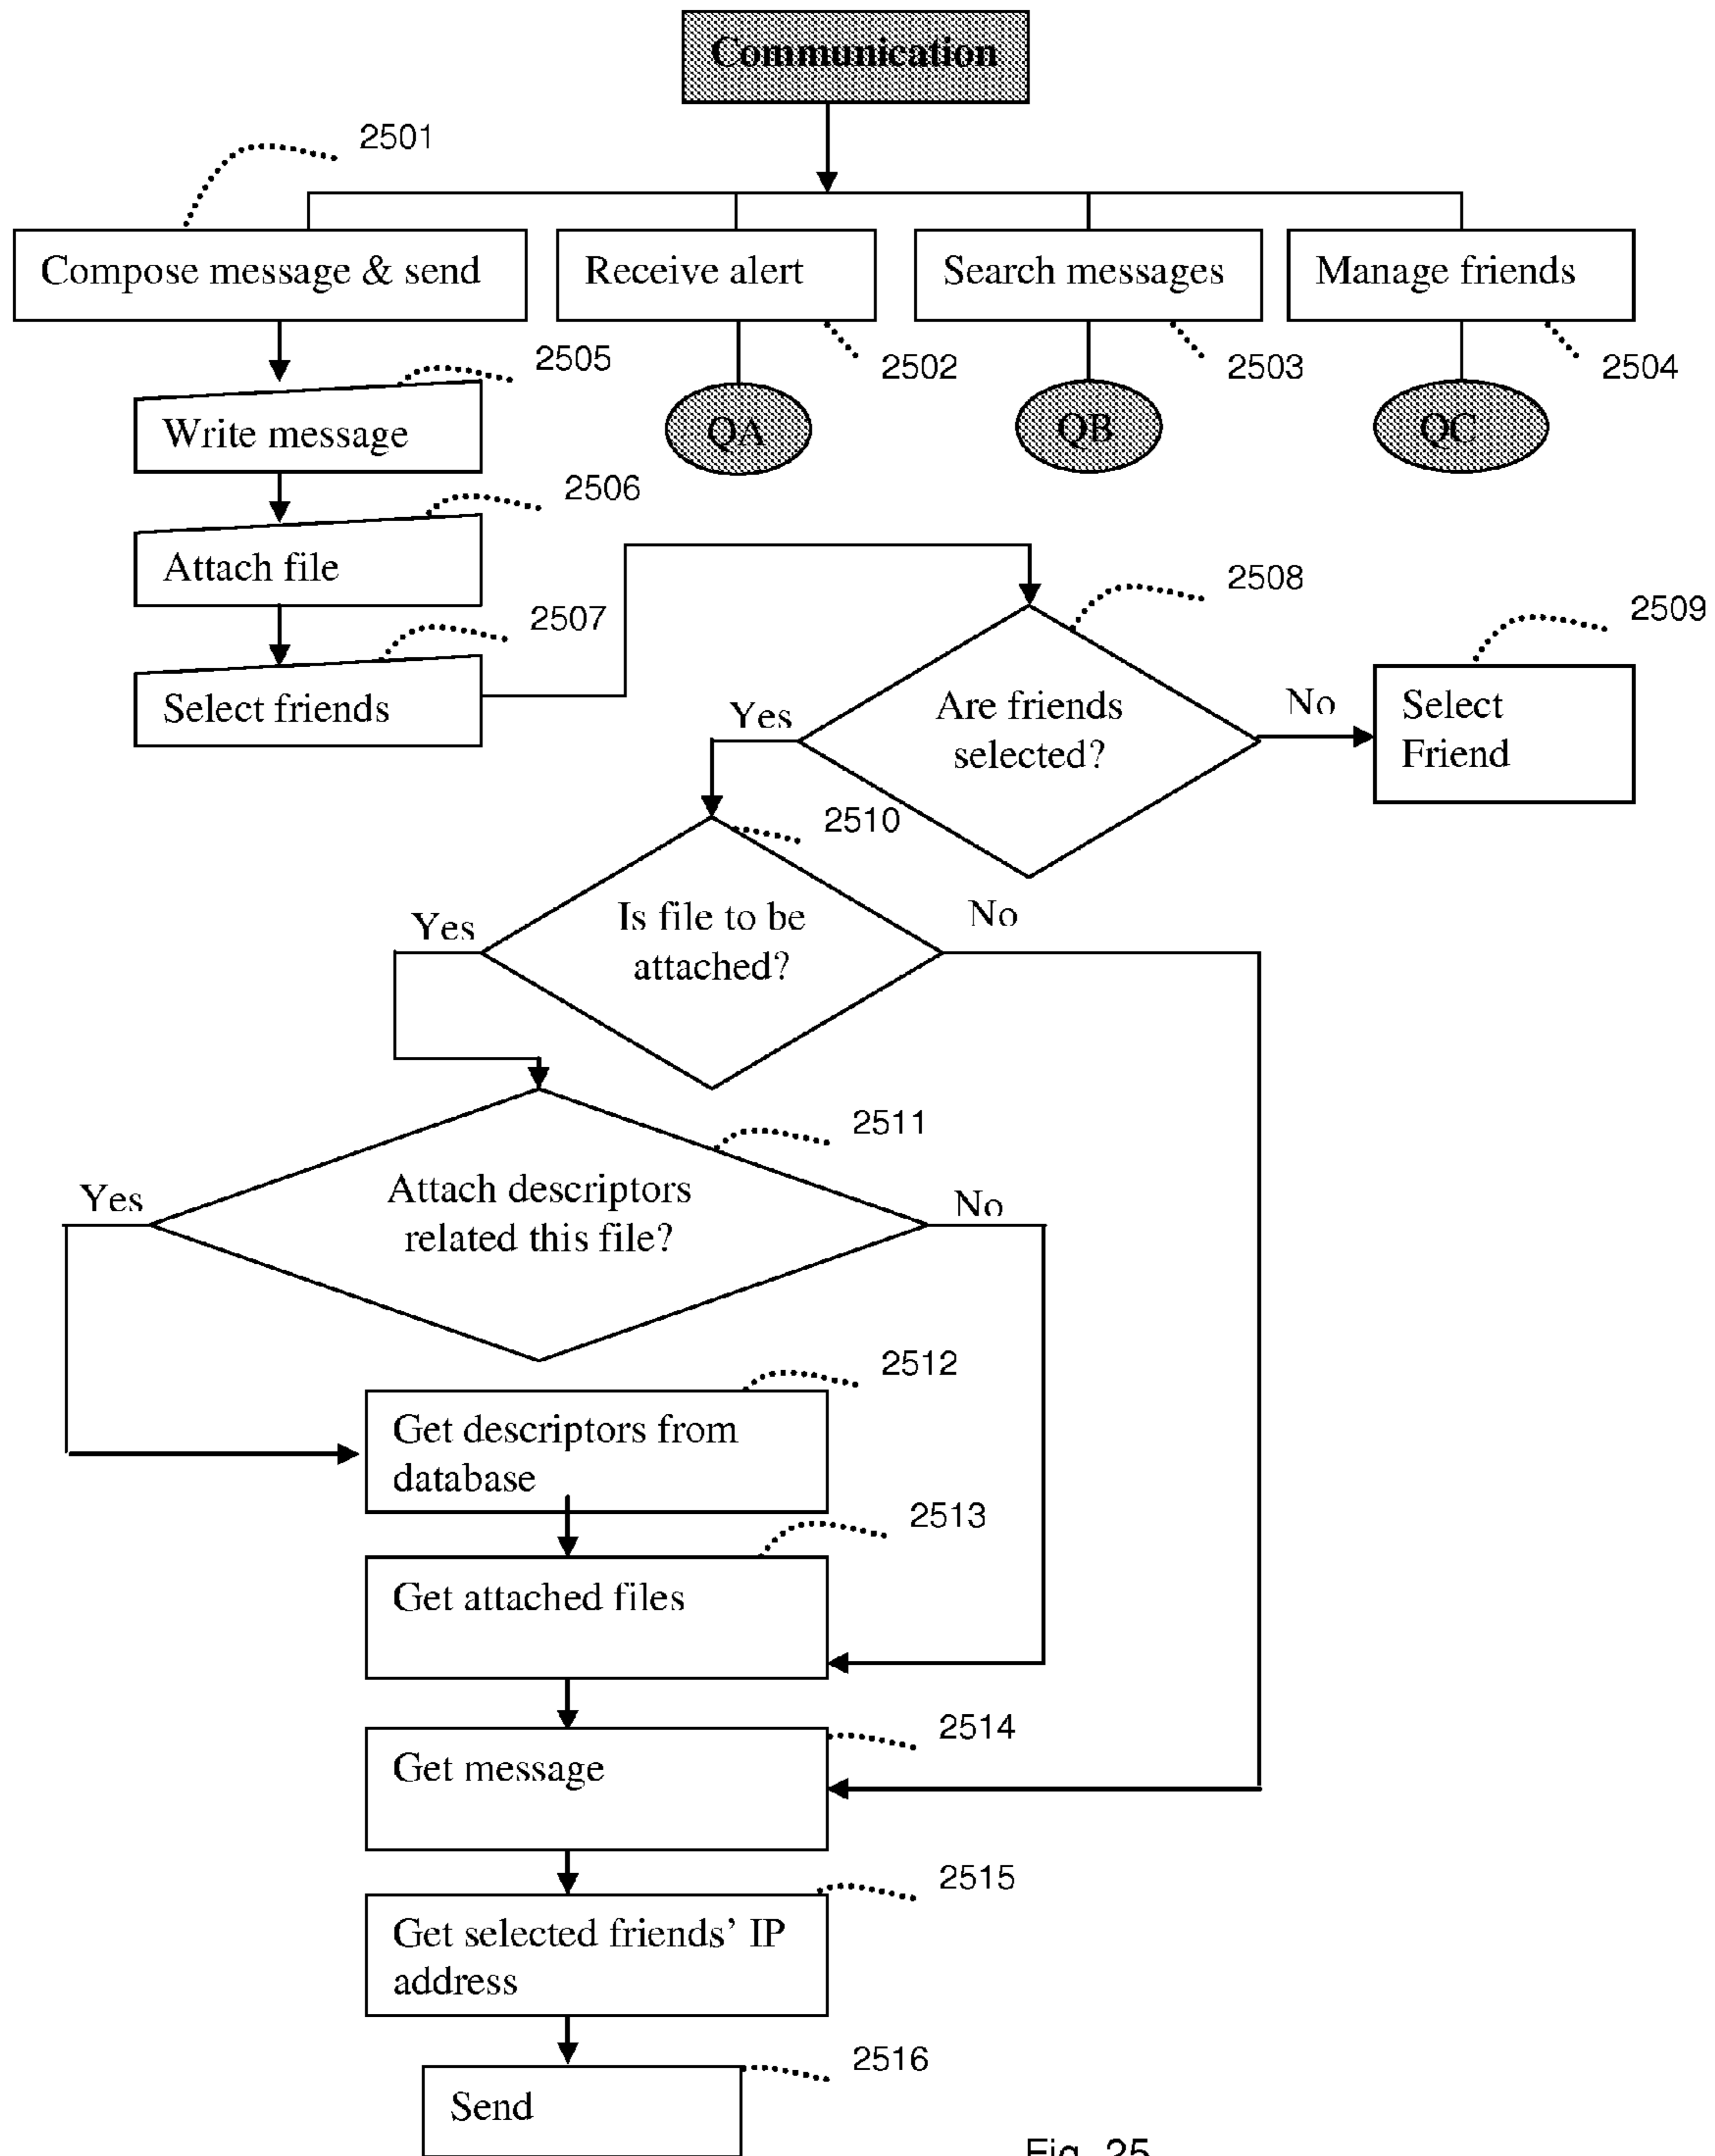 Communication
2501
Compose message & send
Receive alert
Search messages
Manage friends
2502
2503
2504
2505
Write message
QA
QB
QC
2506
Attach file
2507
Select friends
2508
Are friends
selected?
Yes
No
2509
Select
Friend
2510
Is file to be
attached?
Yes
No
2511
Attach descriptors
related this file?
Yes
No
2512
Get descriptors from
database
2513
Get attached files
2514
Get message
2515
Get selected friends’ IP
address
2516
Send
Fig. 25